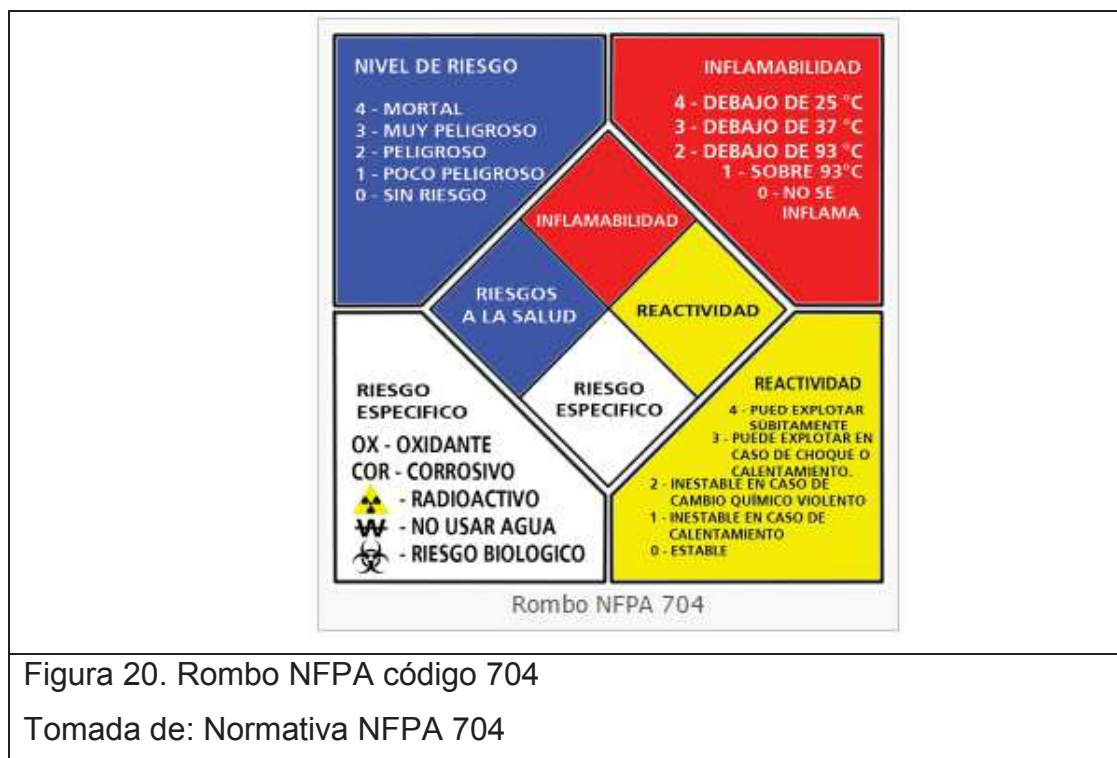 NIVEL DE RIESGO
4 - MORTAL
3 - MUY PELIGROSO
2 - PELIGROSO
1 - POCO PELIGROSO
0 - SIN RIESGO
INFLAMABILIDAD
4 - DEBAJO DE 25 °C
3 - DEBAJO DE 37 °C
2 - DEBAJO DE 93 °C
1 - SOBRE 93°C
0 - NO SE
INFLAMA
INFLAMABILIDAD
RIESGOS
A LA SALUD
REACTIVIDAD
RIESGO
ESPECIFICO
RIESGO
ESPECIFICO
OX - OXIDANTE
COR - CORROSIVO
- RADIOACTIVO
W - NO USAR AGUA
- RIESGO BIOLOGICO
REACTIVIDAD
4 - PUED EXPLOTAR
SÚBITAMENTE
3 - PUEDE EXPLOTAR EN
CASO DE CHOQUE O
CALENTAMIENTO.
2 - INESTABLE EN CASO DE
CAMBIO QUÍMICO VIOLENTO
1 - INESTABLE EN CASO DE
CALENTAMIENTO
0 - ESTABLE
Rombo NFPA 704
Figura 20. Rombo NFPA código 704
Tomada de: Normativa NFPA 704